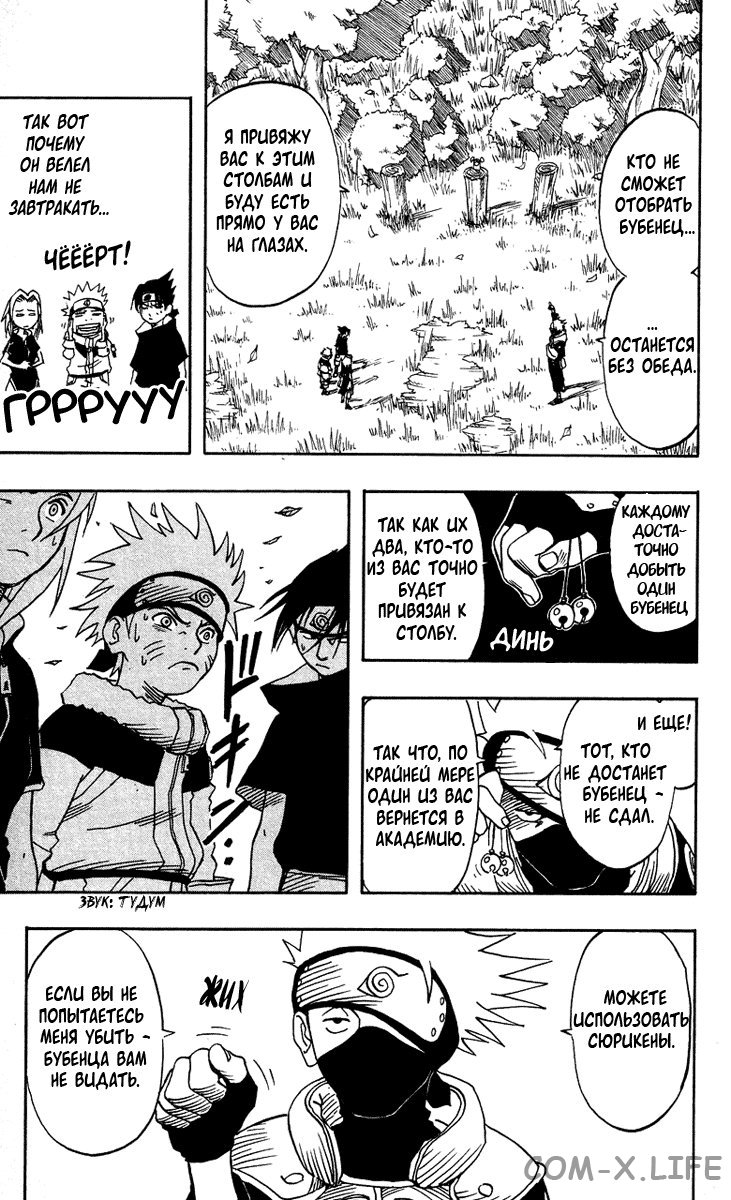 КТО НЕ
СМОЖЕТ
ОТОБРАТЬ
БУБЕНЕЦ...
...
ОСТАНЕТСЯ
БЕЗ ОБЕДА.
Я ПРИВЯЖУ
ВАС К ЭТИМ
СТОЛБАМ И
БУДУ ЕСТЬ
ПРЯМО У ВАС
НА ГЛАЗАХ.
ТАК ВОТ
ПОЧЕМУ
ОН ВЕЛЕЛ
НАМ НЕ
ЗАВТРАКАТЬ...
ЧЁЁЁРТ!
ГРРРУУУ
КАЖДОМУ
ДОСТА-
ТОЧНО
ДОБЫТЬ
ОДИН
БУБЕНЕЦ
ТАК КАК ИХ
ДВА, КТО-ТО
ИЗ ВАС ТОЧНО
БУДЕТ
ПРИВЯЗАН К
СТОЛБУ.
ДИНЬ
И ЕЩЕ!
ТОТ, КТО
НЕ ДОСТАНЕТ
БУБЕНЕЦ -
НЕ СДАЛ.
ТАК ЧТО, ПО
КРАЙНЕЙ МЕРЕ
ОДИН ИЗ ВАС
ВЕРНЕТСЯ В
АКАДЕМИЮ.
ドキン
ЗВУК: ТУДУМ
МОЖЕТЕ
ИСПОЛЬЗОВАТЬ
СЮРИКЕНЫ.
ЖИХ
ЕСЛИ ВЫ НЕ
ПОПЫТАЕТЕСЬ
МЕНЯ УБИТЬ -
БУБЕНЦА ВАМ
НЕ ВИДАТЬ.
COM-X.LIFE